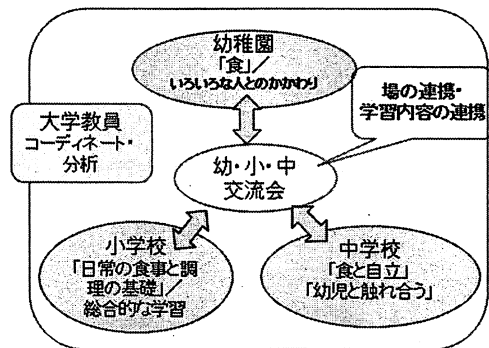 幼稚園
「食」／
いろいろな人とのかかわり
場の連携・
学習内容の連携
大学教員
コーディネート・
分析
幼・小・中
交流会
小学校
「日常の食事と調
理の基礎」／
総合的な学習
中学校
「食と自立」
「幼児と触れ合う」